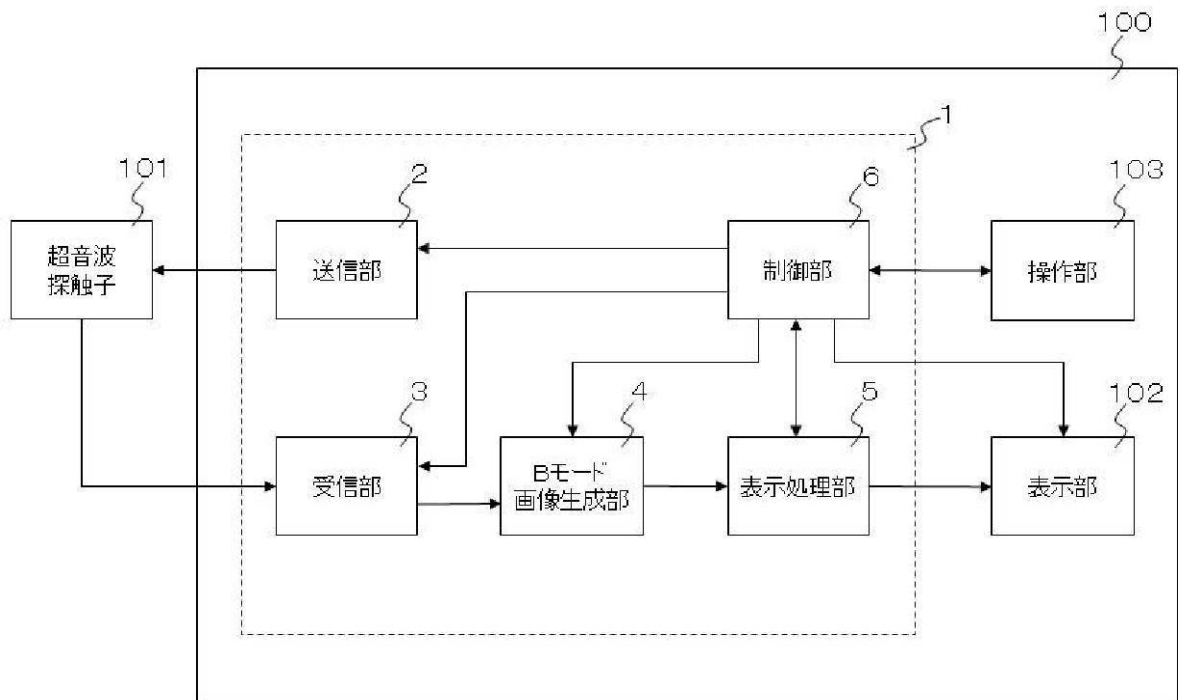 100
1
101
2
6
103
超音波
探触子
送信部
制御部
操作部
3
4
5
102
受信部
Bモード
画像生成部
表示処理部
表示部